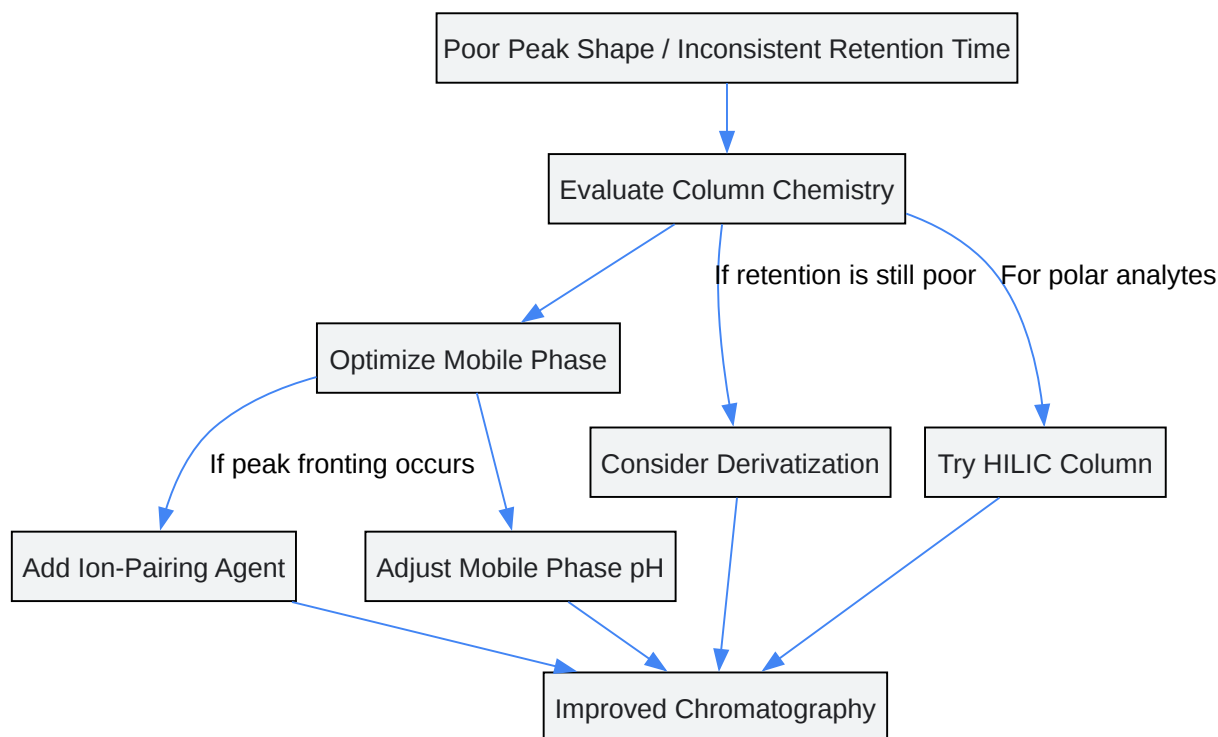 Poor Peak Shape / Inconsistent Retention Time
Evaluate Column Chemistry
If retention is still poor
For polar analytes
Optimize Mobile Phase
If peak fronting occurs
Consider Derivatization
Try HILIC Column
Add Ion-Pairing Agent
Adjust Mobile Phase pH
Improved Chromatography